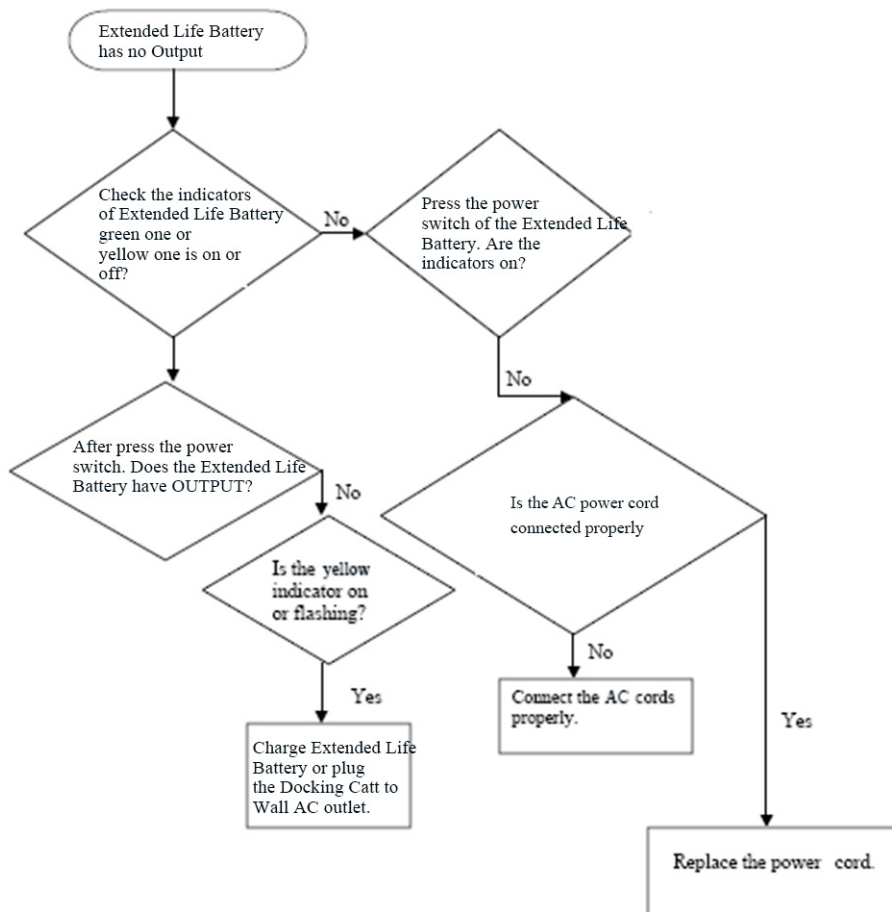 Extended Life Battery
has no Output
Check the indicators
of Extended Life Battery
green one or
yellow one is on or
off?
No
Press the power
switch of the Extended Life
Battery. Are the
indicators on?
No
After press the power
switch. Does the Extended Life
Battery have OUTPUT?
No
Is the AC power cord
connected properly
Is the yellow
indicator on
or flashing?
No
Yes
Connect the AC cords
properly.
Yes
Charge Extended Life
Battery or plug
the Docking Catt to
Wall AC outlet.
Replace the power cord.